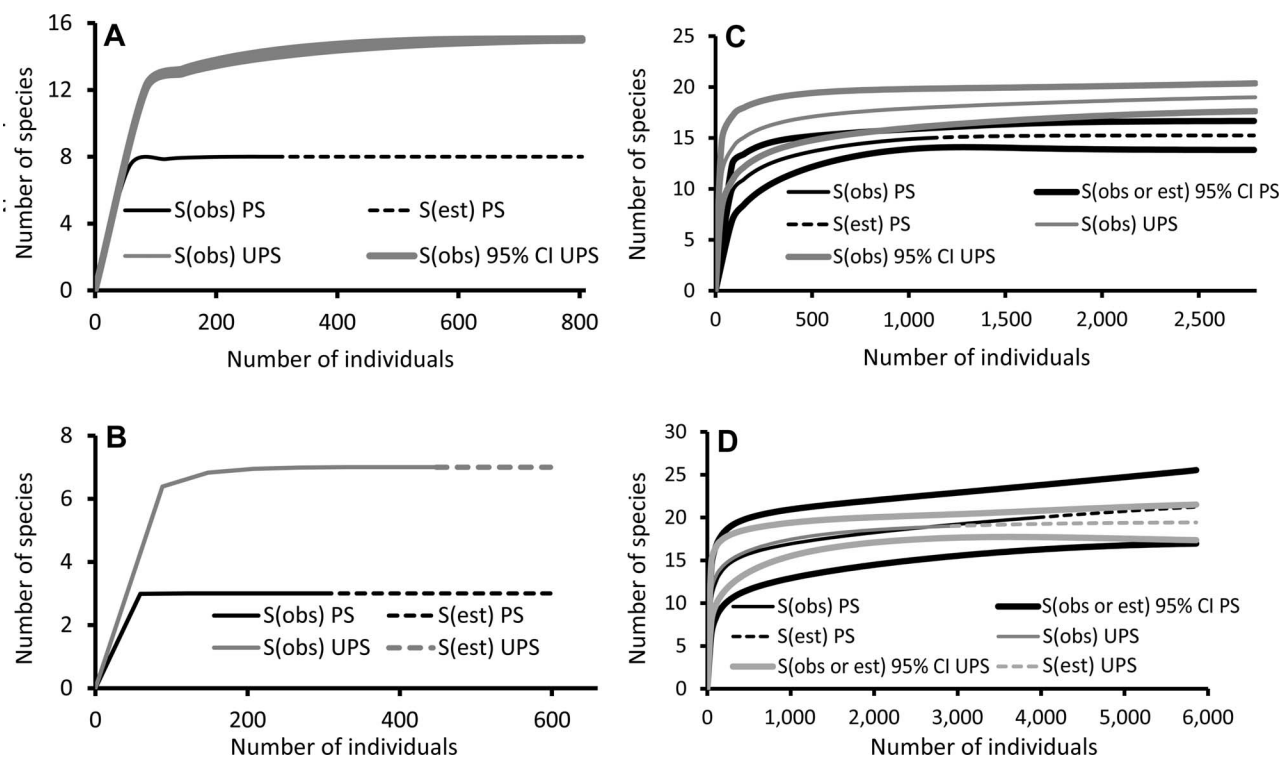 A
Number of species
16
12
8
4
0
S(obs) PS
S(est) PS
S(obs) UPS
S(obs) 95% CI UPS
0 200 400 600 800
Number of individuals
C
Number of species
25
20
15
10
5
0
S(obs) PS
S(obs or est) 95% CI PS
S(est) PS
S(obs) UPS
S(obs) 95% CI UPS
0 500 1,000 1,500 2,000 2,500
Number of individuals
B
Number of species
8
6
4
2
0
S(obs) PS
S(est) PS
S(obs) UPS
S(est) UPS
0 200 400 600
Number of individuals
D
Number of species
30
25
20
15
10
5
0
S(obs) PS
S(obs or est) 95% CI PS
S(est) PS
S(obs) UPS
S(obs or est) 95% CI UPS
S(est) UPS
0 1,000 2,000 3,000 4,000 5,000 6,000
Number of individuals